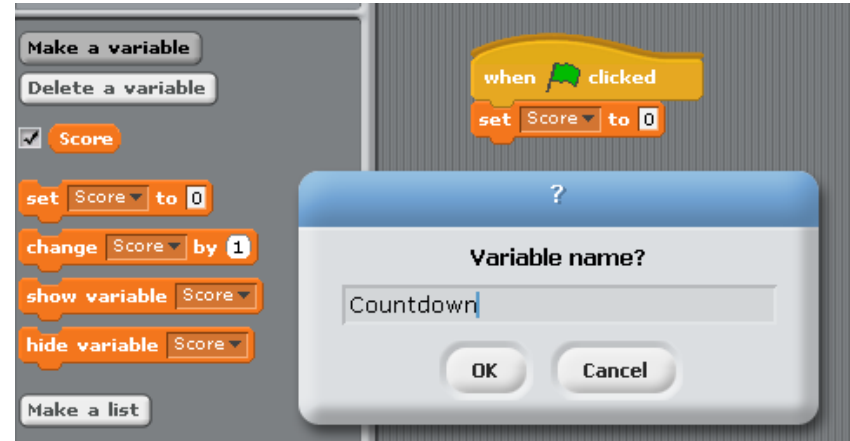 Make a variable
Delete a variable
Score
set Score to 0
change Score by 1
show variable Score
hide variable Score
Make a list
when clicked
set Score to 0
?
Variable name?
Countdown
OK Cancel